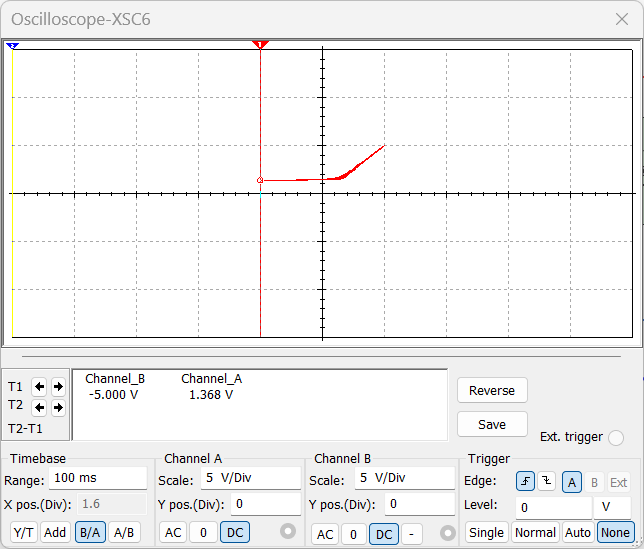 Oscilloscope-XSC6
T1
T2
T2-T1
Channel_B Channel_A
-5.000 V 1.368 V
Reverse
Save
Ext. trigger
Timebase
Range: 100 ms
X pos.(Div): 1.6
Y/T Add B/A A/B
Channel A
Scale: 5 V/Div
Y pos.(Div): 0
AC 0 DC
Channel B
Scale: 5 V/Div
Y pos.(Div): 0
AC 0 DC -
Trigger
Edge: A B Ext
Level: 0 V
Single Normal Auto None